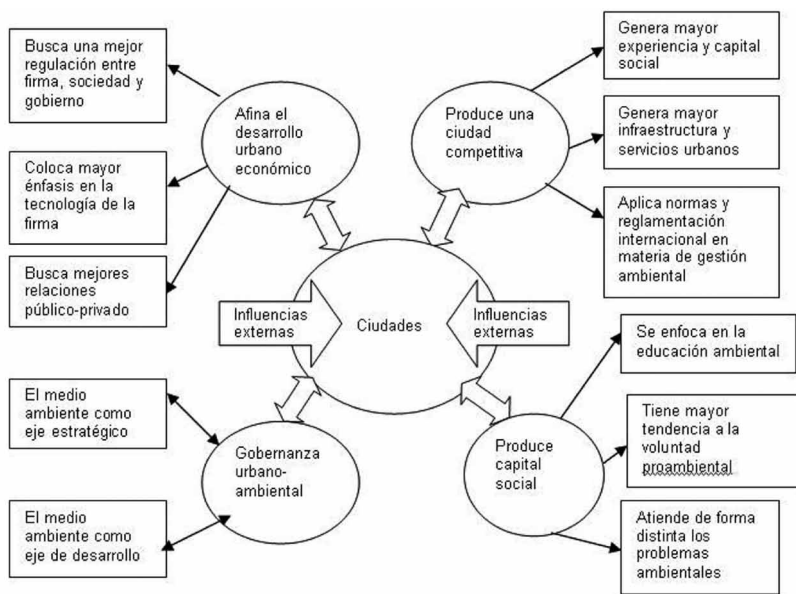 Busca una mejor
regulación entre
firma, sociedad y
gobierno
Afina el
desarrollo
urbano
económico
Coloca mayor
énfasis en la
tecnología de la
firma
Busca mejores
relaciones
público-privado
Produce una
ciudad
competitiva
Genera mayor
experiencia y capital
social
Genera mayor
infraestructura y
servicios urbanos
Aplica normas y
reglamentación
internacional en
materia de gestión
ambiental
Influencias
externas
Ciudades
Influencias
externas
El medio
ambiente como
eje estratégico
Gobernanza
urbano-
ambiental
El medio
ambiente como
eje de desarrollo
Produce
capital
social
Se enfoca en la
educación ambiental
Tiene mayor
tendencia a la
voluntad
proambiental
Atiende de forma
distinta los
problemas
ambientales